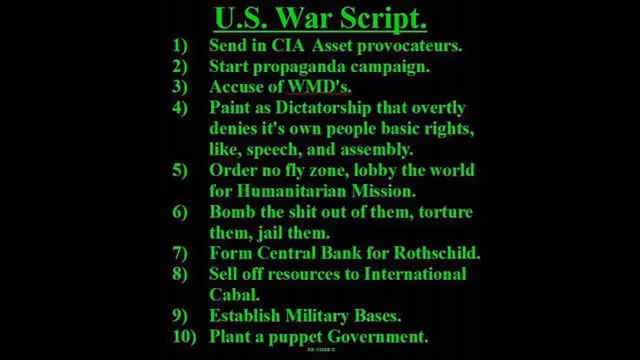 U.S. War Script.
1) Send in CIA Asset provocateurs.
2) Start propaganda campaign.
3) Accuse of WMD's.
4) Paint as Dictatorship that overtly
denies it's own people basic rights,
like, speech, and assembly.
5) Order no fly zone, lobby the world
for Humanitarian Mission.
6) Bomb the shit out of them, torture
them, jail them.
7) Form Central Bank for Rothschild.
8) Sell off resources to International
Cabal.
9) Establish Military Bases.
10) Plant a puppet Government.